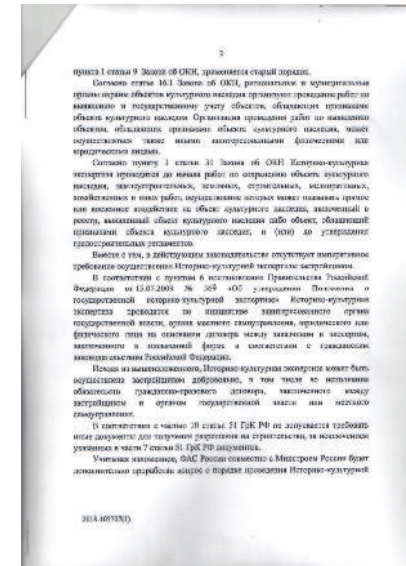 2
пункта 1 статьи 9 Закона об ОКН, применяется старый порядок.
Согласно статье 16.1 Закона об ОКН, региональные и муниципальные
органы охраны объектов культурного наследия организуют проведение работ по
выявлению и государственному учету объектов, обладающих признаками
объекта культурного наследия. Организация проведения работ по выявлению
объектов, обладающих признаками объекта культурного наследия, может
осуществляться также иными заинтересованными физическими или
юридическими лицами.
Согласно пункту 1 статьи 31 Закона об ОКН Историко-культурная
экспертиза проводится до начала работ по сохранению объекта культурного
наследия, землеустроительных, земляных, строительных, мелиоративных,
хозяйственных и иных работ, осуществление которых может оказывать прямое
или косвенное воздействие на объект культурного наследия, включенный в
реестр, выявленный объект культурного наследия либо объект, обладающий
признаками объекта культурного наследия, и (или) до утверждения
градостроительных регламентов.
Вместе с тем, в действующем законодательстве отсутствует императивное
требование осуществления Историко-культурной экспертизы застройщиком.
В соответствии с пунктом 6 постановления Правительства Российской
Федерации от 15.07.2009 № 569 «Об утверждении Положения о
государственной историко-культурной экспертизе» Историко-культурная
экспертиза проводится по инициативе заинтересованного органа
государственной власти, органа местного самоуправления, юридического или
физического лица на основании договора между заказчиком и экспертом,
заключенного в письменной форме в соответствии с гражданским
законодательством Российской Федерации.
Исходя из вышеизложенного, Историко-культурная экспертиза может быть
осуществлена застройщиком добровольно, в том числе во исполнение
обязательств гражданско-правового договора, заключенного между
застройщиком и органом государственной власти или местного
самоуправления.
В соответствии с частью 10 статьи 51 ГрК РФ не допускается требовать
иные документы для получения разрешения на строительство, за исключением
указанных в части 7 статьи 51 ГрК РФ документов.
Учитывая изложенное, ФАС России совместно с Минстроем России будет
дополнительно проработан вопрос о порядке проведения Историко-культурной